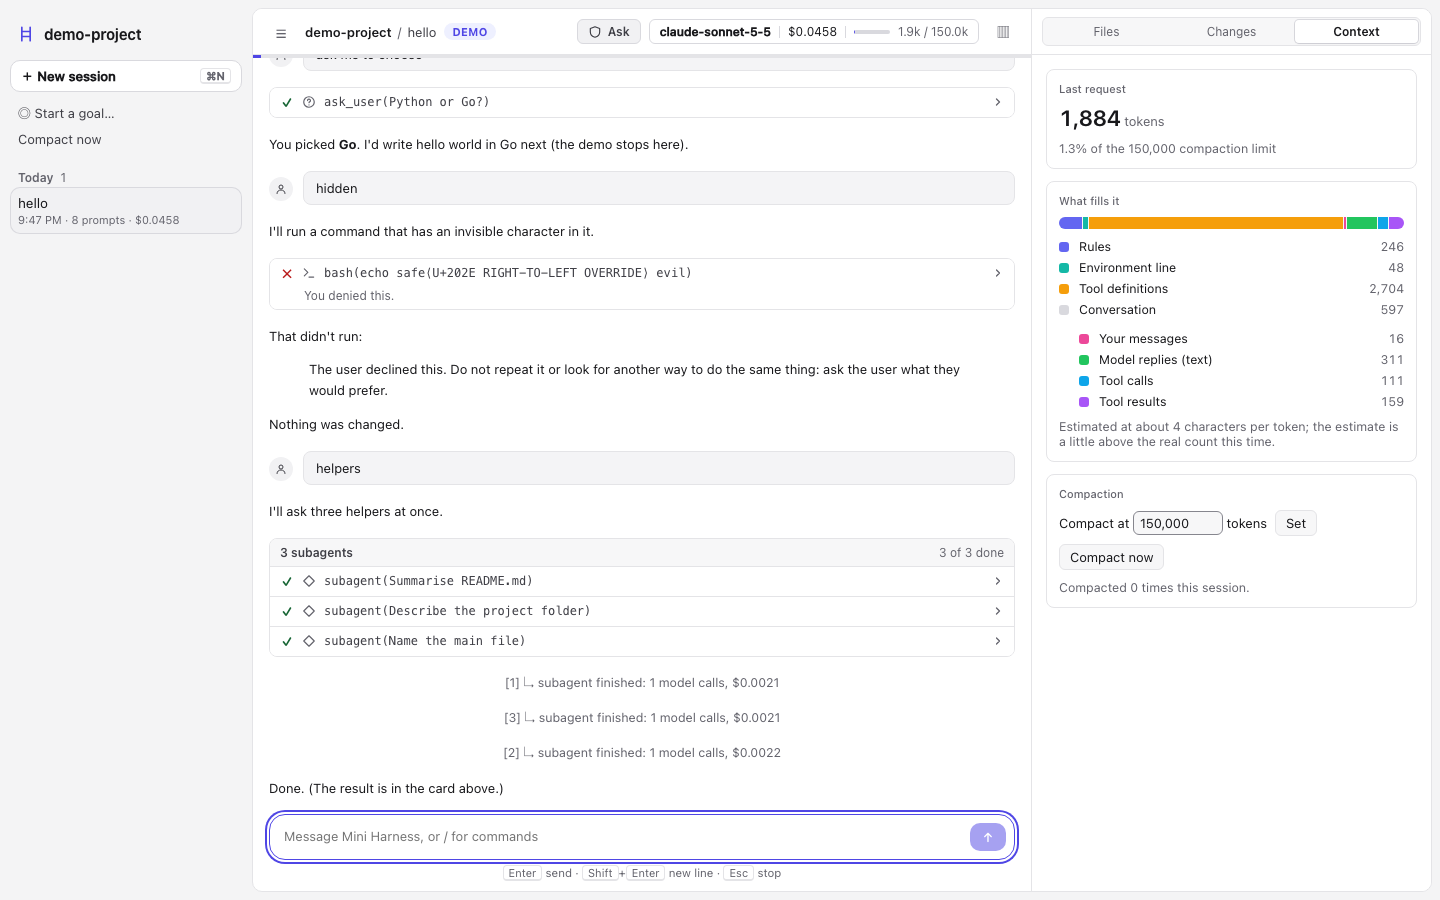 demo-project
+ New session ⌘N
Start a goal...
Compact now
Today 1
hello
9:47 PM · 8 prompts · $0.0458
demo-project / hello DEMO
Ask
claude-sonnet-5-5 $0.0458 1.9k / 150.0k
ask_user(Python or Go?)
You picked Go. I'd write hello world in Go next (the demo stops here).
hidden
I'll run a command that has an invisible character in it.
bash(echo safe(U+202E RIGHT-TO-LEFT OVERRIDE) evil)
You denied this.
That didn't run:
The user declined this. Do not repeat it or look for another way to do the same thing: ask the user what they
would prefer.
Nothing was changed.
helpers
I'll ask three helpers at once.
3 subagents 3 of 3 done
subagent(Summarise README.md)
subagent(Describe the project folder)
subagent(Name the main file)
[1] subagent finished: 1 model calls, $0.0021
[3] subagent finished: 1 model calls, $0.0021
[2] subagent finished: 1 model calls, $0.0022
Done. (The result is in the card above.)
Message Mini Harness, or / for commands
Enter send · Shift+Enter new line · Esc stop
Files Changes Context
Last request
1,884 tokens
1.3% of the 150,000 compaction limit
What fills it
Rules 246
Environment line 48
Tool definitions 2,704
Conversation 597
Your messages 16
Model replies (text) 311
Tool calls 111
Tool results 159
Estimated at about 4 characters per token; the estimate is
a little above the real count this time.
Compaction
Compact at 150,000 tokens Set
Compact now
Compacted 0 times this session.